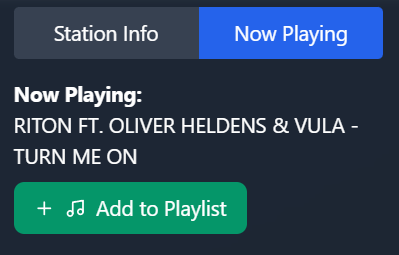 Station Info
Now Playing
Now Playing:
RITON FT. OLIVER HELDENS & VULA -
TURN ME ON
+ Add to Playlist